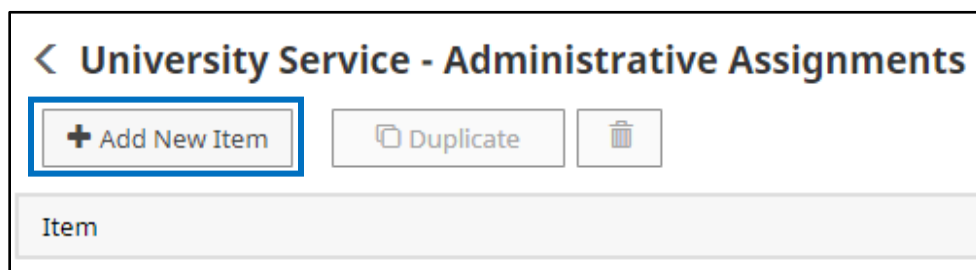 University Service - Administrative Assignments
Add New Item Duplicate
Item